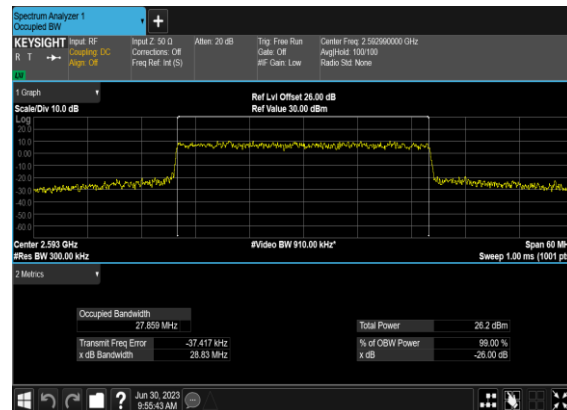 Spectrum Analyzer 1
Occupied BW
KEYSIGHT
R T
LXI
Input: RF
Coupling: DC
Align: Off
Input Z: 50 Ω
Corrections: Off
Freq Ref: Int (S)
Atten: 20 dB
Trig: Free Run
Gate: Off
#IF Gain: Low
Center Freq: 2.592990000 GHz
Avg|Hold: 100/100
Radio Std: None
1 Graph
Scale/Div 10.0 dB
Ref Lvl Offset 26.00 dB
Ref Value 30.00 dBm
Log
20.0
10.0
0.00
-10.0
-20.0
-30.0
-40.0
-50.0
-60.0
Center 2.593 GHz
#Res BW 300.00 kHz
#Video BW 910.00 kHz*
Span 60 MH
Sweep 1.00 ms (1001 pt
2 Metrics
Occupied Bandwidth
27.859 MHz
Transmit Freq Error -37.417 kHz
x dB Bandwidth 28.83 MHz
Total Power 26.2 dBm
% of OBW Power 99.00 %
x dB -26.00 dB
?
Jun 30, 2023
9:55:43 AM